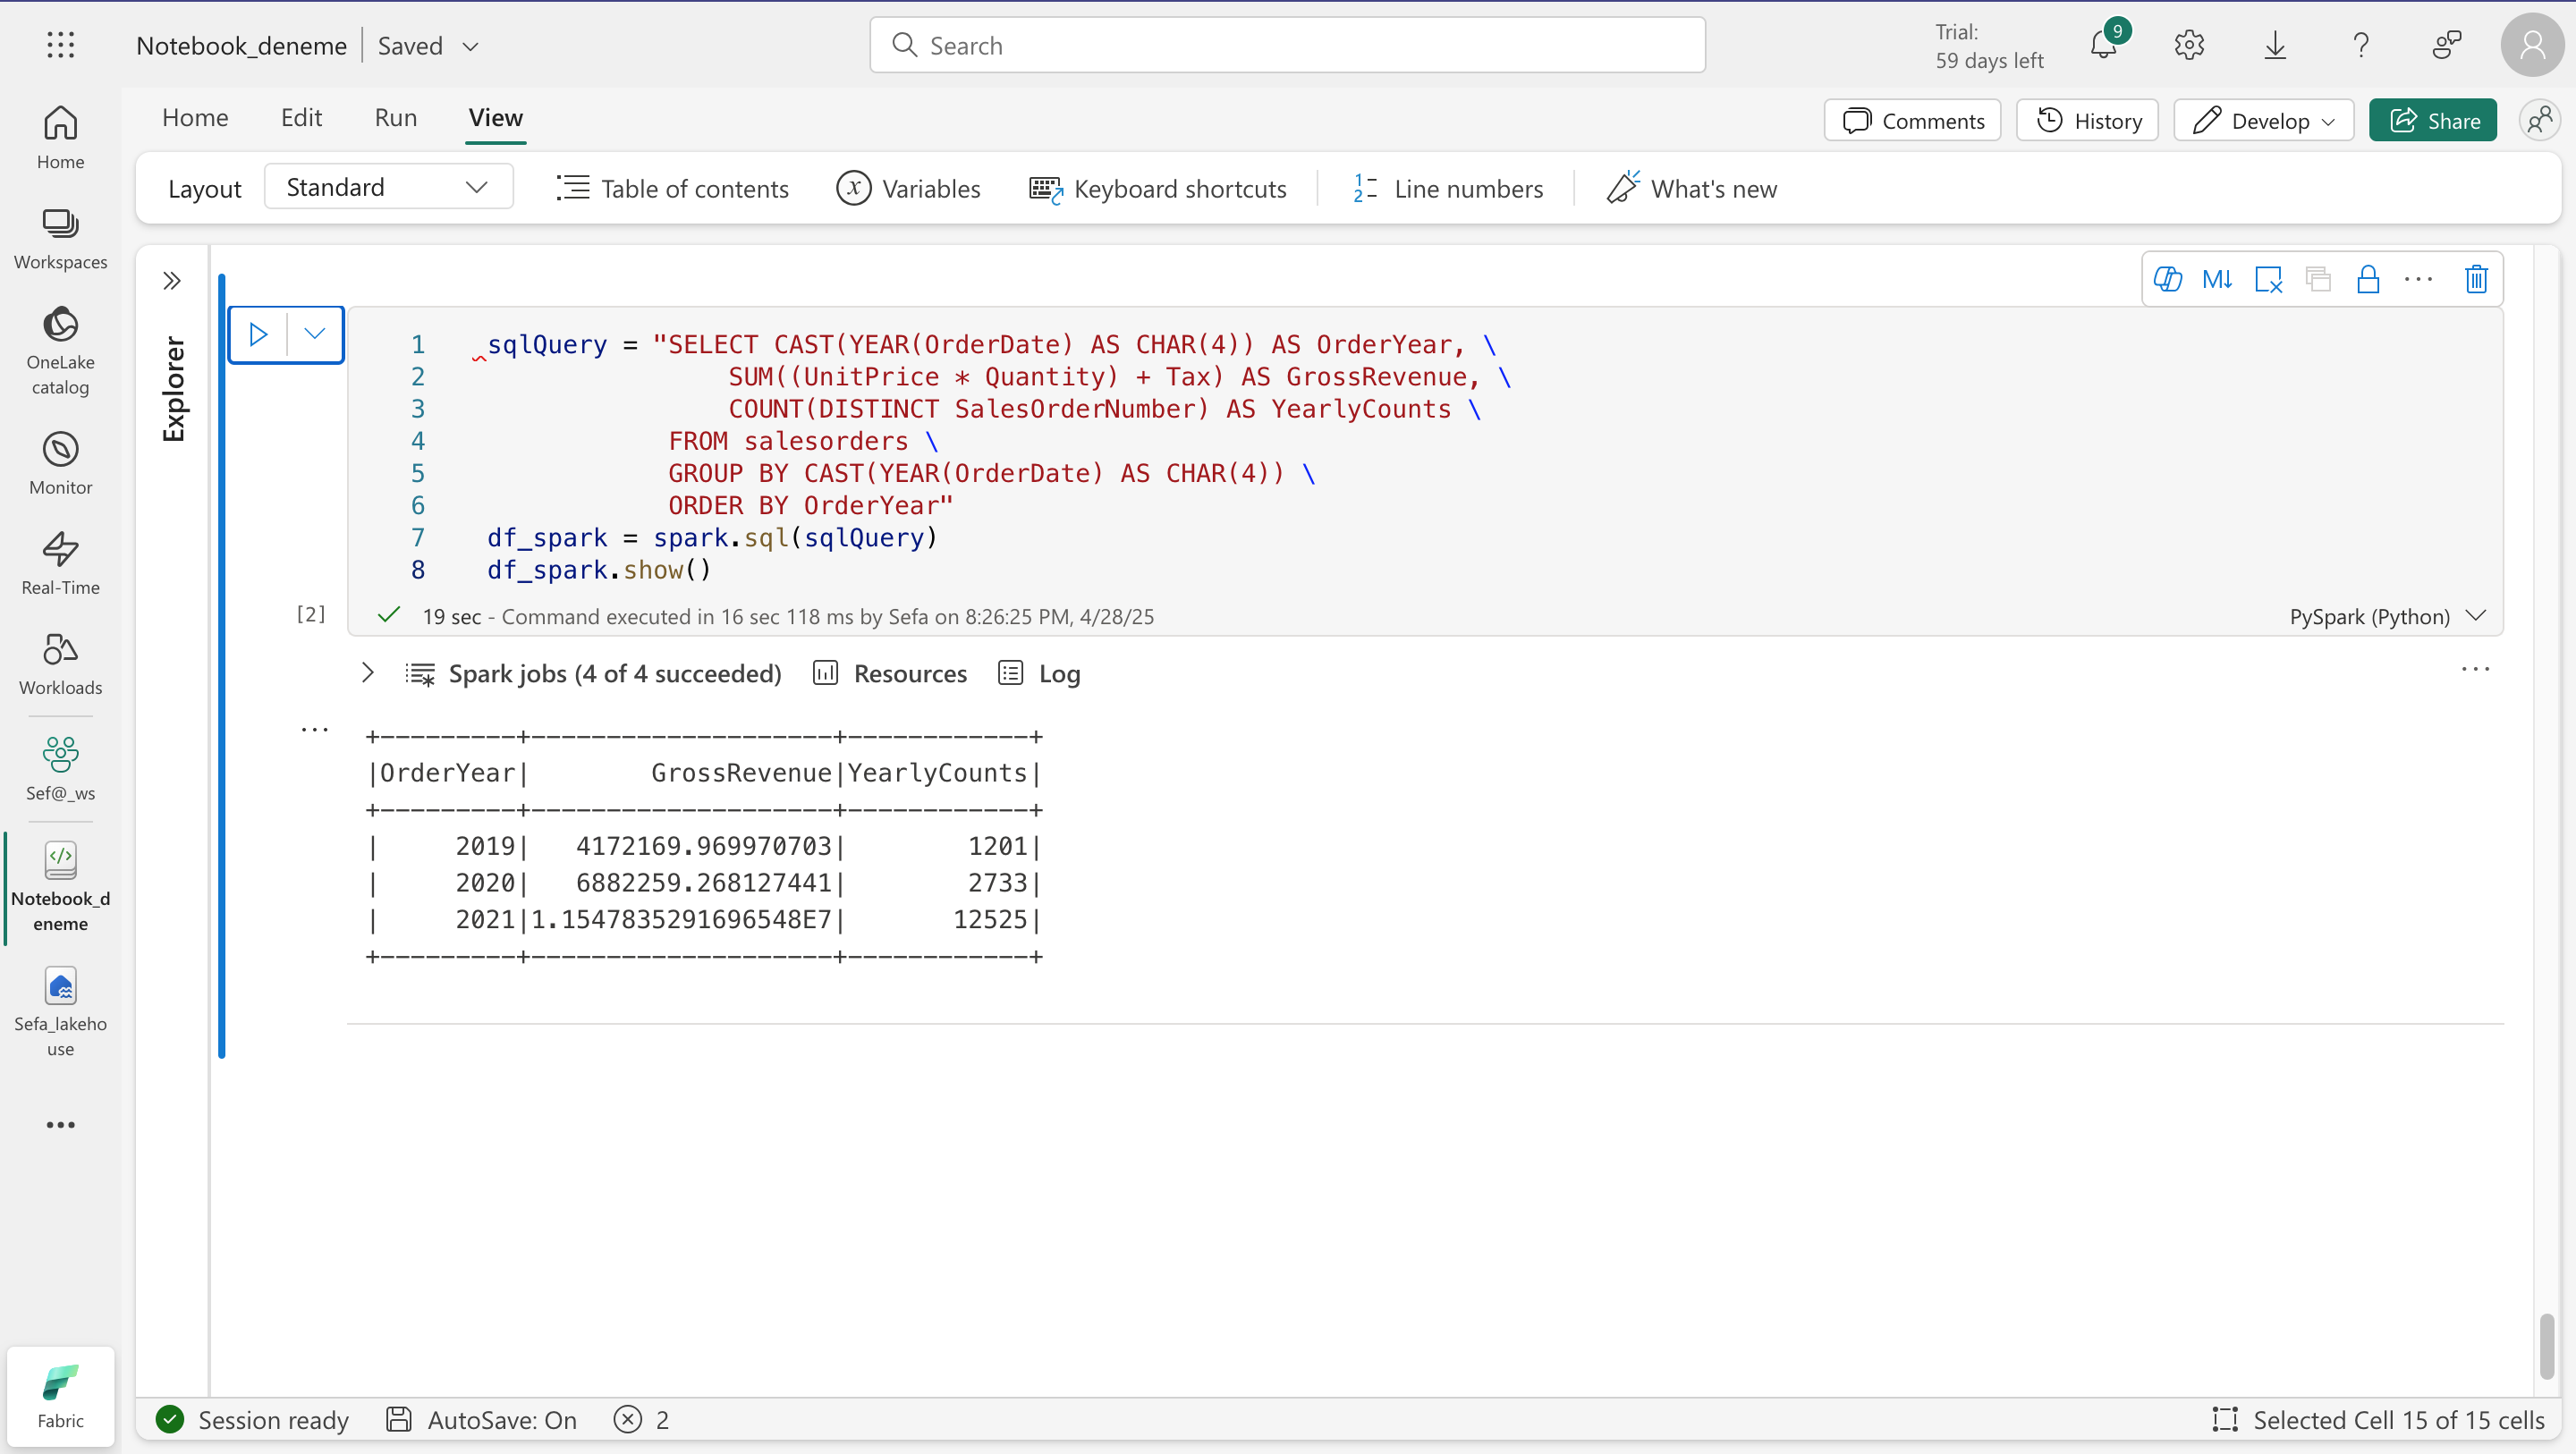 Notebook_deneme | Saved
Search
Trial:
59 days left
9
Home Edit Run View
Comments History Develop Share
Layout Standard Table of contents Variables Keyboard shortcuts Line numbers What's new
Home
Workspaces
OneLake
catalog
Monitor
Real-Time
Workloads
Sef@_ws
Notebook_d
eneme
Sefa_lakeho
use
Fabric
Explorer
M↓
1 sqlQuery = "SELECT CAST(YEAR(OrderDate) AS CHAR(4)) AS OrderYear, \
2 SUM((UnitPrice * Quantity) + Tax) AS GrossRevenue, \
3 COUNT(DISTINCT SalesOrderNumber) AS YearlyCounts \
4 FROM salesorders \
5 GROUP BY CAST(YEAR(OrderDate) AS CHAR(4)) \
6 ORDER BY OrderYear"
7 df_spark = spark.sql(sqlQuery)
8 df_spark.show()
[2] 19 sec - Command executed in 16 sec 118 ms by Sefa on 8:26:25 PM, 4/28/25 PySpark (Python)
Spark jobs (4 of 4 succeeded) Resources Log
+---------+--------------------+------------+
|OrderYear|        GrossRevenue|YearlyCounts|
+---------+--------------------+------------+
|     2019|   4172169.969970703|        1201|
|     2020|   6882259.268127441|        2733|
|     2021|1.1547835291696548E7|       12525|
+---------+--------------------+------------+
Session ready AutoSave: On 2 Selected Cell 15 of 15 cells